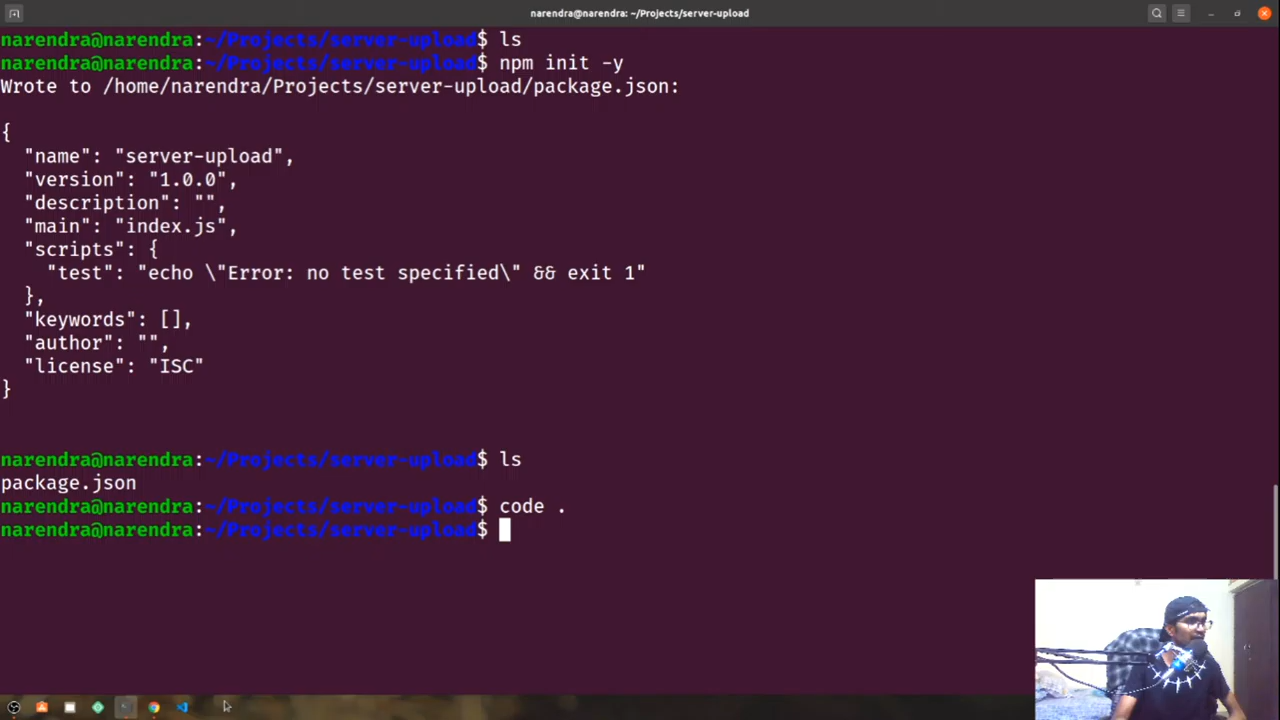 narendra@narendra: ~/Projects/server-upload
narendra@narendra:~/Projects/server-upload$ ls
narendra@narendra:~/Projects/server-upload$ npm init -y
Wrote to /home/narendra/Projects/server-upload/package.json:
{
"name": "server-upload",
"version": "1.0.0",
"description": "",
"main": "index.js",
"scripts": {
"test": "echo \"Error: no test specified\" && exit 1"
},
"keywords": [],
"author": "",
"license": "ISC"
}
narendra@narendra:~/Projects/server-upload$ ls
package.json
narendra@narendra:~/Projects/server-upload$ code .
narendra@narendra:~/Projects/server-upload$